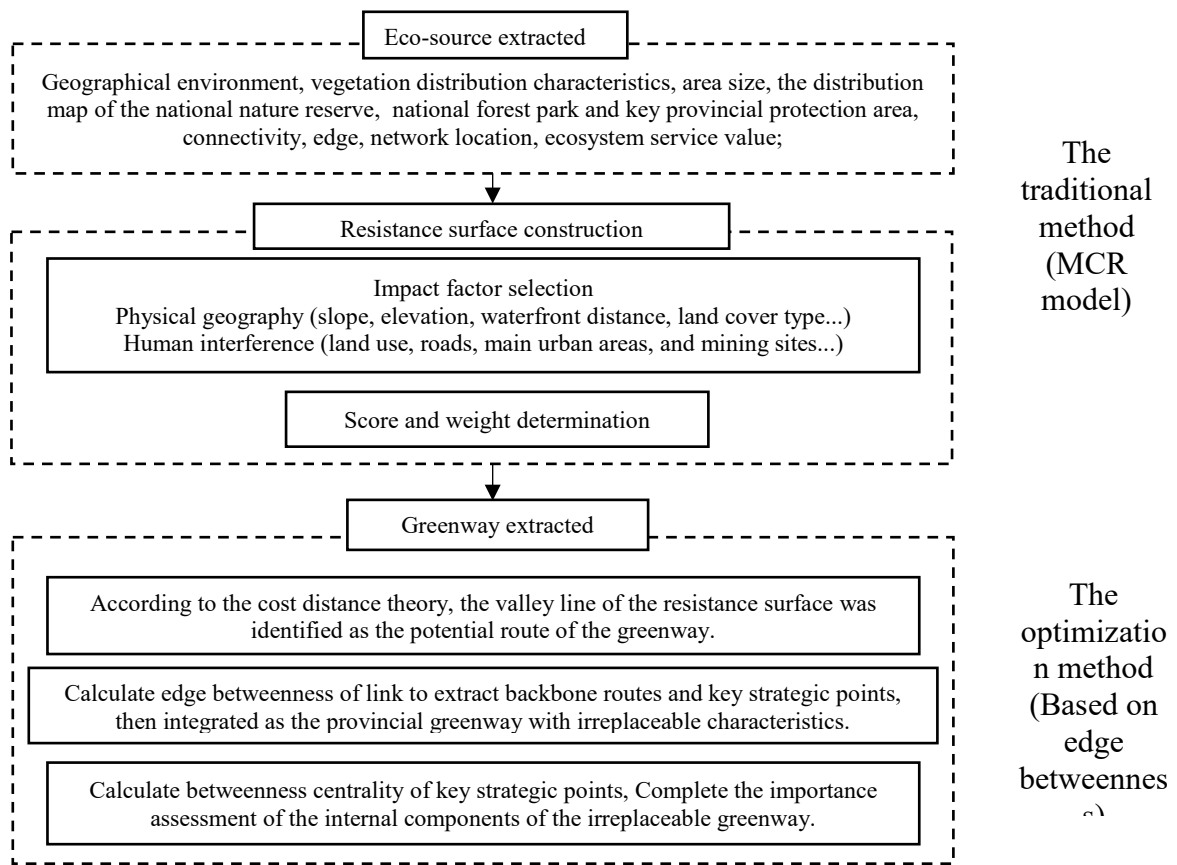 Eco-source extracted
Geographical environment, vegetation distribution characteristics, area size, the distribution
map of the national nature reserve, national forest park and key provincial protection area,
connectivity, edge, network location, ecosystem service value;
Resistance surface construction
Impact factor selection
Physical geography (slope, elevation, waterfront distance, land cover type...)
Human interference (land use, roads, main urban areas, and mining sites...)
Score and weight determination
The
traditional
method
(MCR
model)
Greenway extracted
According to the cost distance theory, the valley line of the resistance surface was
identified as the potential route of the greenway.
Calculate edge betweenness of link to extract backbone routes and key strategic points,
then integrated as the provincial greenway with irreplaceable characteristics.
Calculate betweenness centrality of key strategic points, Complete the importance
assessment of the internal components of the irreplaceable greenway.
The
optimizatio
n method
(Based on
edge
betweennes
s)